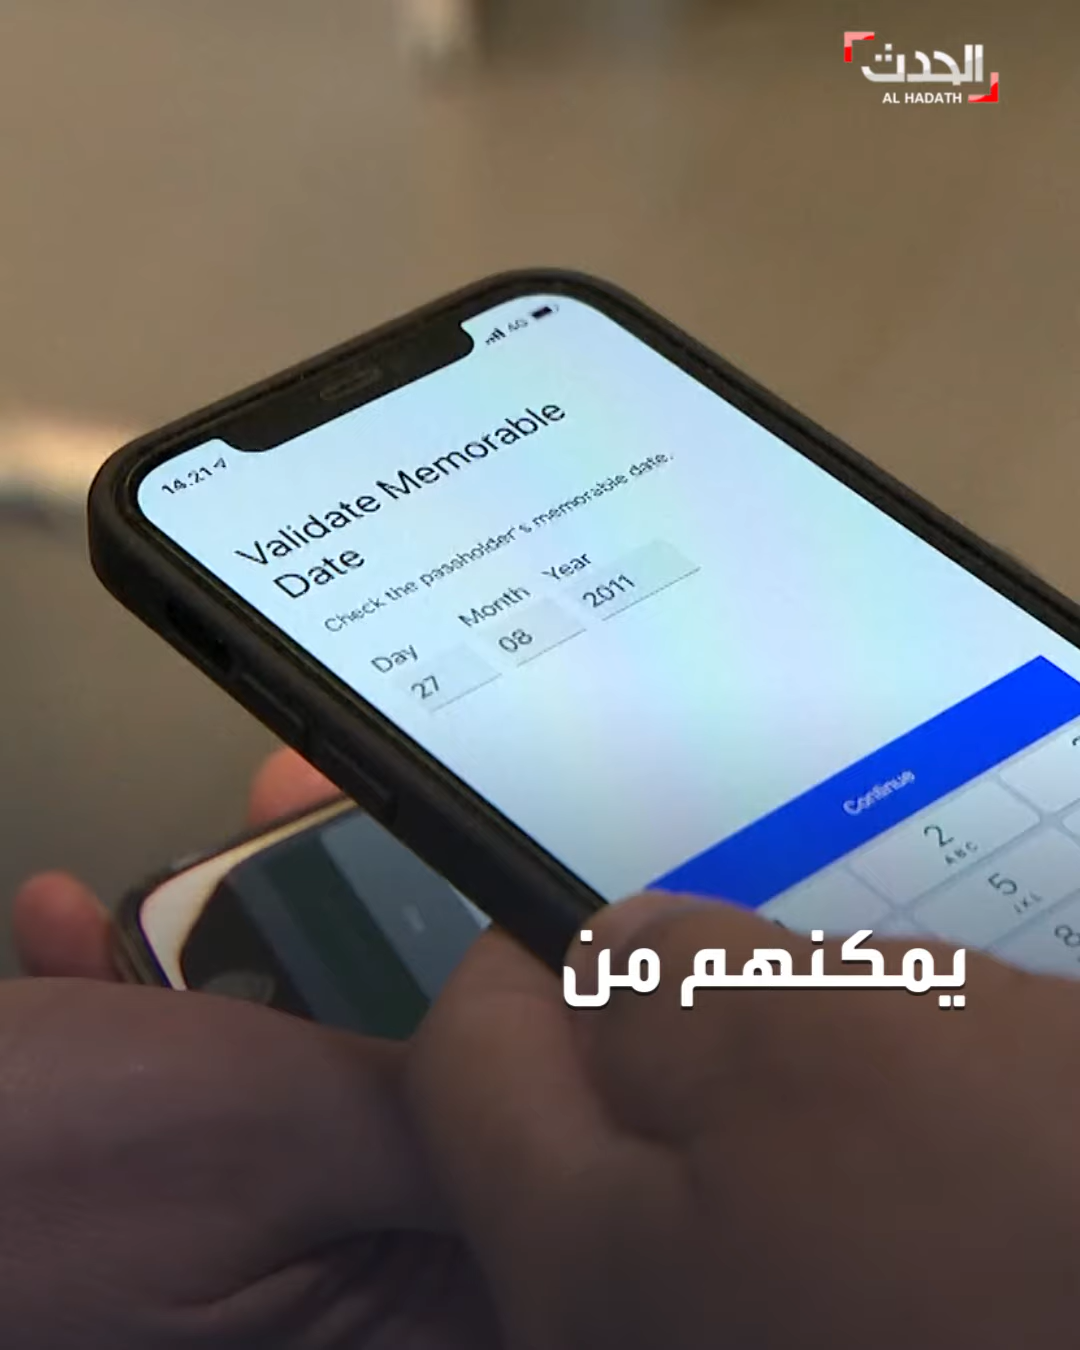 الحدث
AL HADATH
14:21
4G
Validate Memorable
Date
Check the passholder's memorable date.
Day Month Year
27 08 2011
Continue
2
ABC
5
JKL
8
يمكنهم من